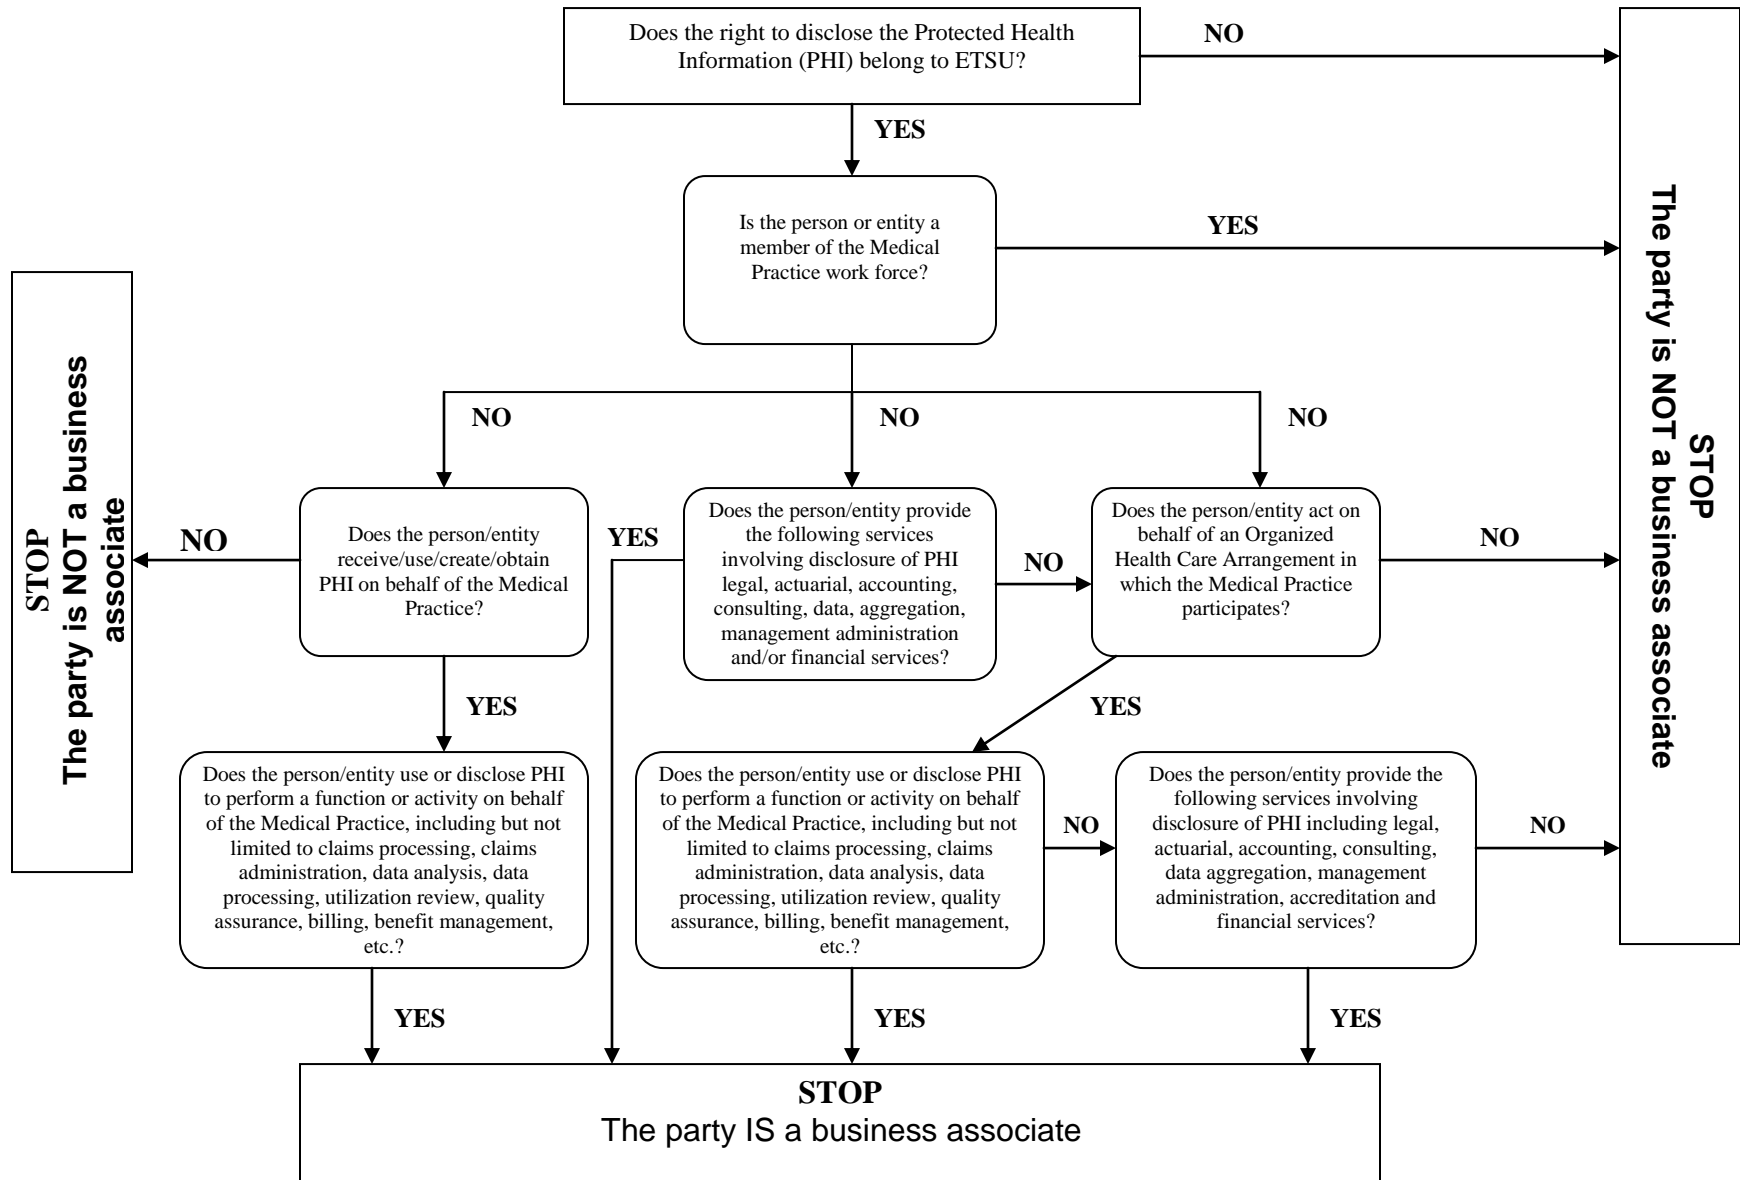 Does the right to disclose the Protected Health
Information (PHI) belong to ETSU?
NO
YES
Is the person or entity a
member of the Medical
Practice work force?
YES
NO
NO
NO
STOP
The party is NOT a business
associate
STOP
The party is NOT a business associate
NO
Does the person/entity
receive/use/create/obtain
PHI on behalf of the Medical
Practice?
YES
Does the person/entity provide
the following services
involving disclosure of PHI
legal, actuarial, accounting,
consulting, data, aggregation,
management administration
and/or financial services?
NO
Does the person/entity act on
behalf of an Organized
Health Care Arrangement in
which the Medical Practice
participates?
NO
YES
YES
Does the person/entity use or disclose PHI
to perform a function or activity on behalf
of the Medical Practice, including but not
limited to claims processing, claims
administration, data analysis, data
processing, utilization review, quality
assurance, billing, benefit management,
etc.?
Does the person/entity use or disclose PHI
to perform a function or activity on behalf
of the Medical Practice, including but not
limited to claims processing, claims
administration, data analysis, data
processing, utilization review, quality
assurance, billing, benefit management,
etc.?
NO
Does the person/entity provide the
following services involving
disclosure of PHI including legal,
actuarial, accounting, consulting,
data aggregation, management
administration, accreditation and
financial services?
NO
YES
YES
YES
STOP
The party IS a business associate